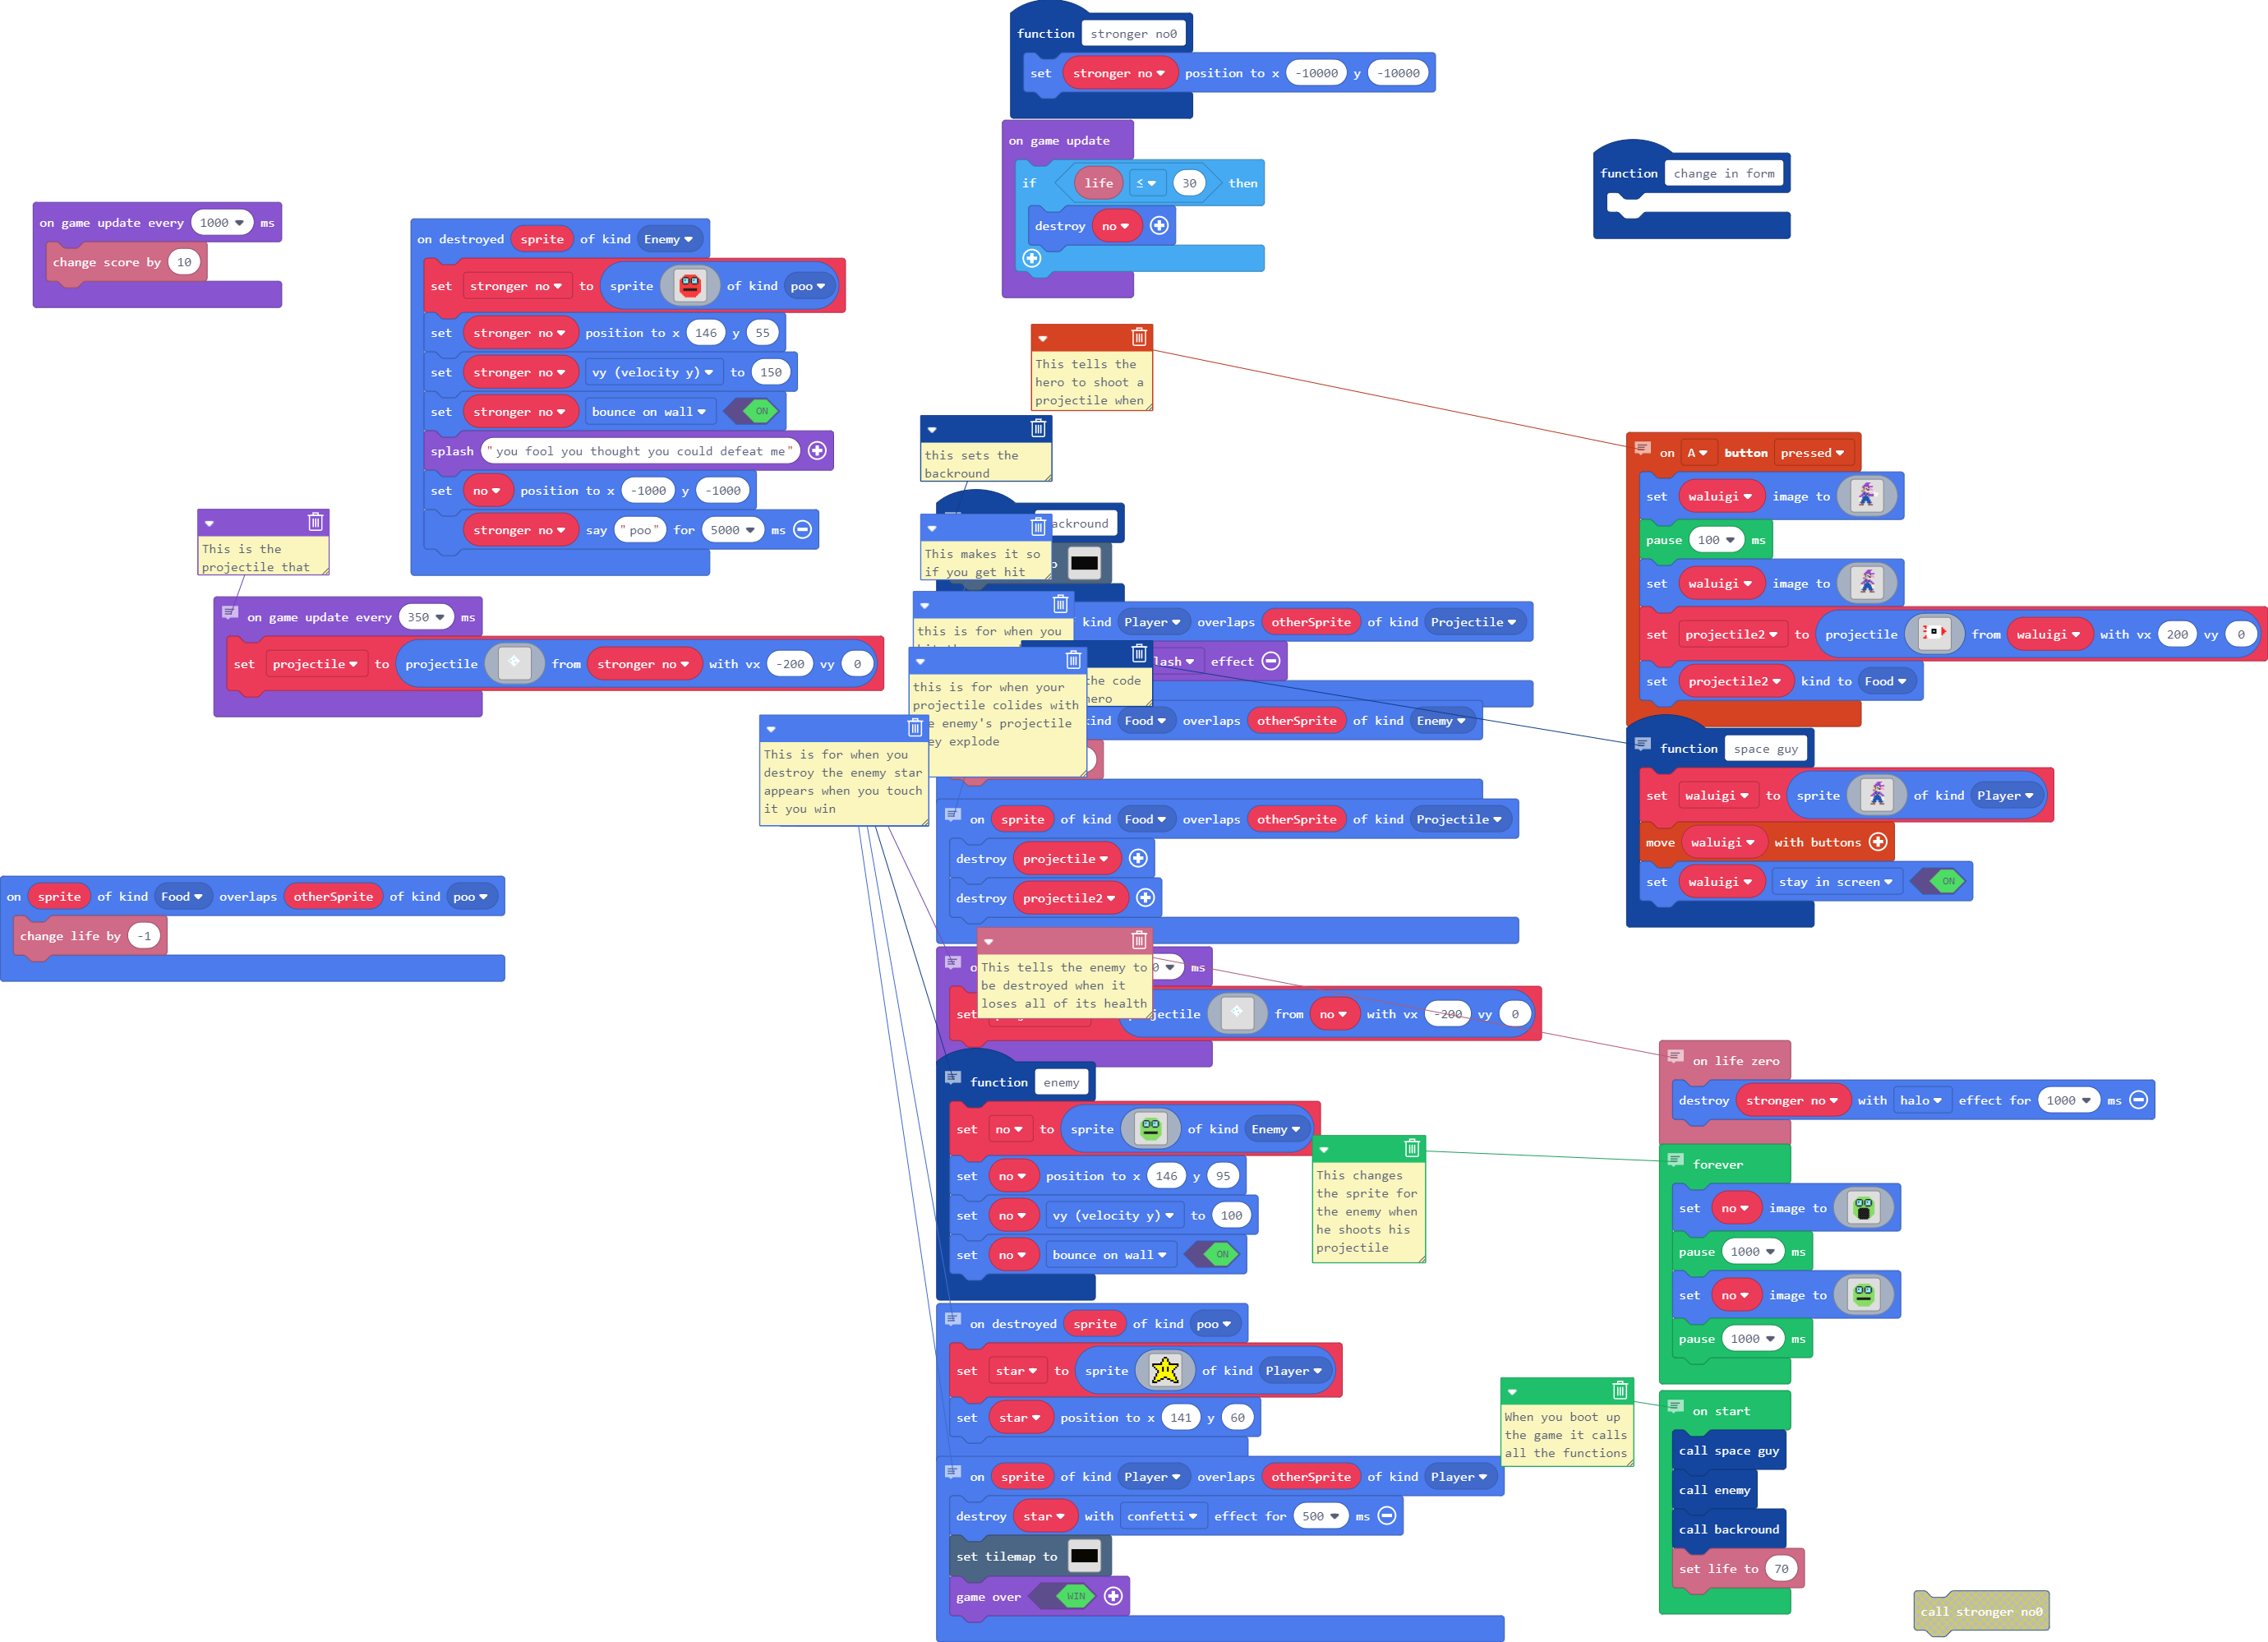 function stronger no0
set stronger no position to x -10000 y -10000
on game update
if life ≤ 30 then
destroy no
function change in form
on game update every 1000 ms
change score by 10
on destroyed sprite of kind Enemy
set stronger no to sprite of kind poo
set stronger no position to x 146 y 55
set stronger no vy (velocity y) to 150
set stronger no bounce on wall ON
splash "you fool you thought you could defeat me"
set no position to x -1000 y -1000
stronger no say "poo" for 5000 ms
This is the
projectile that
on game update every 350 ms
set projectile to projectile from stronger no with vx -200 vy 0
on sprite of kind Food overlaps otherSprite of kind poo
change life by -1
This tells the
hero to shoot a
projectile when
this sets the
backround
ackround
This makes it so
if you get hit
this is for when you
kind Player overlaps otherSprite of kind Projectile
lash effect
the code
hero
this is for when your
projectile collides with
e enemy's projectile
ey explode
kind Food overlaps otherSprite of kind Enemy
This is for when you
destroy the enemy star
appears when you touch
it you win
on sprite of kind Food overlaps otherSprite of kind Projectile
destroy projectile
destroy projectile2
This tells the enemy to
be destroyed when it
loses all of its health
o 0 ms
set jectile from no with vx -200 vy 0
function enemy
set no to sprite of kind Enemy
set no position to x 146 y 95
set no vy (velocity y) to 100
set no bounce on wall ON
This changes
the sprite for
the enemy when
he shoots his
projectile
on destroyed sprite of kind poo
set star to sprite of kind Player
set star position to x 141 y 60
on sprite of kind Player overlaps otherSprite of kind Player
destroy star with confetti effect for 500 ms
set tilemap to
game over WIN
on A button pressed
set waluigi image to
pause 100 ms
set waluigi image to
set projectile2 to projectile from waluigi with vx 200 vy 0
set projectile2 kind to Food
function space guy
set waluigi to sprite of kind Player
move waluigi with buttons
set waluigi stay in screen ON
on life zero
destroy stronger no with halo effect for 1000 ms
forever
set no image to
pause 1000 ms
set no image to
pause 1000 ms
When you boot up
the game it calls
all the functions
on start
call space guy
call enemy
call backround
set life to 70
call stronger no0